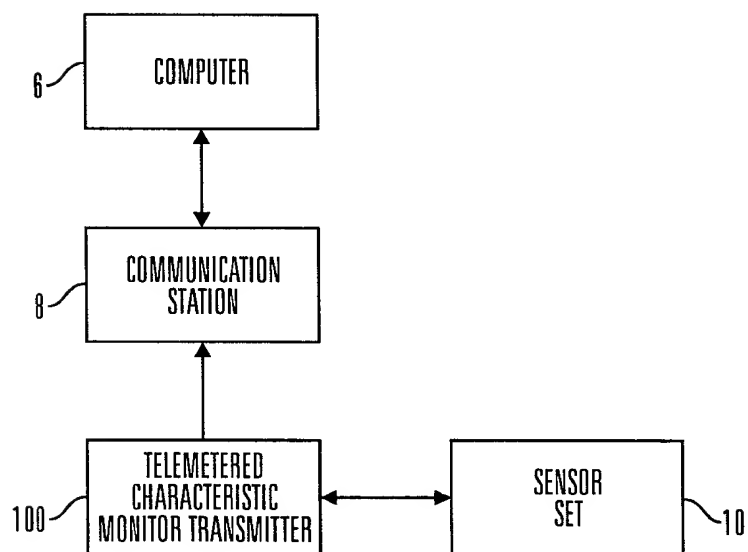 COMPUTER
6
COMMUNICATION
STATION
8
TELEMETERED
CHARACTERISTIC
MONITOR TRANSMITTER
100
SENSOR
SET
10